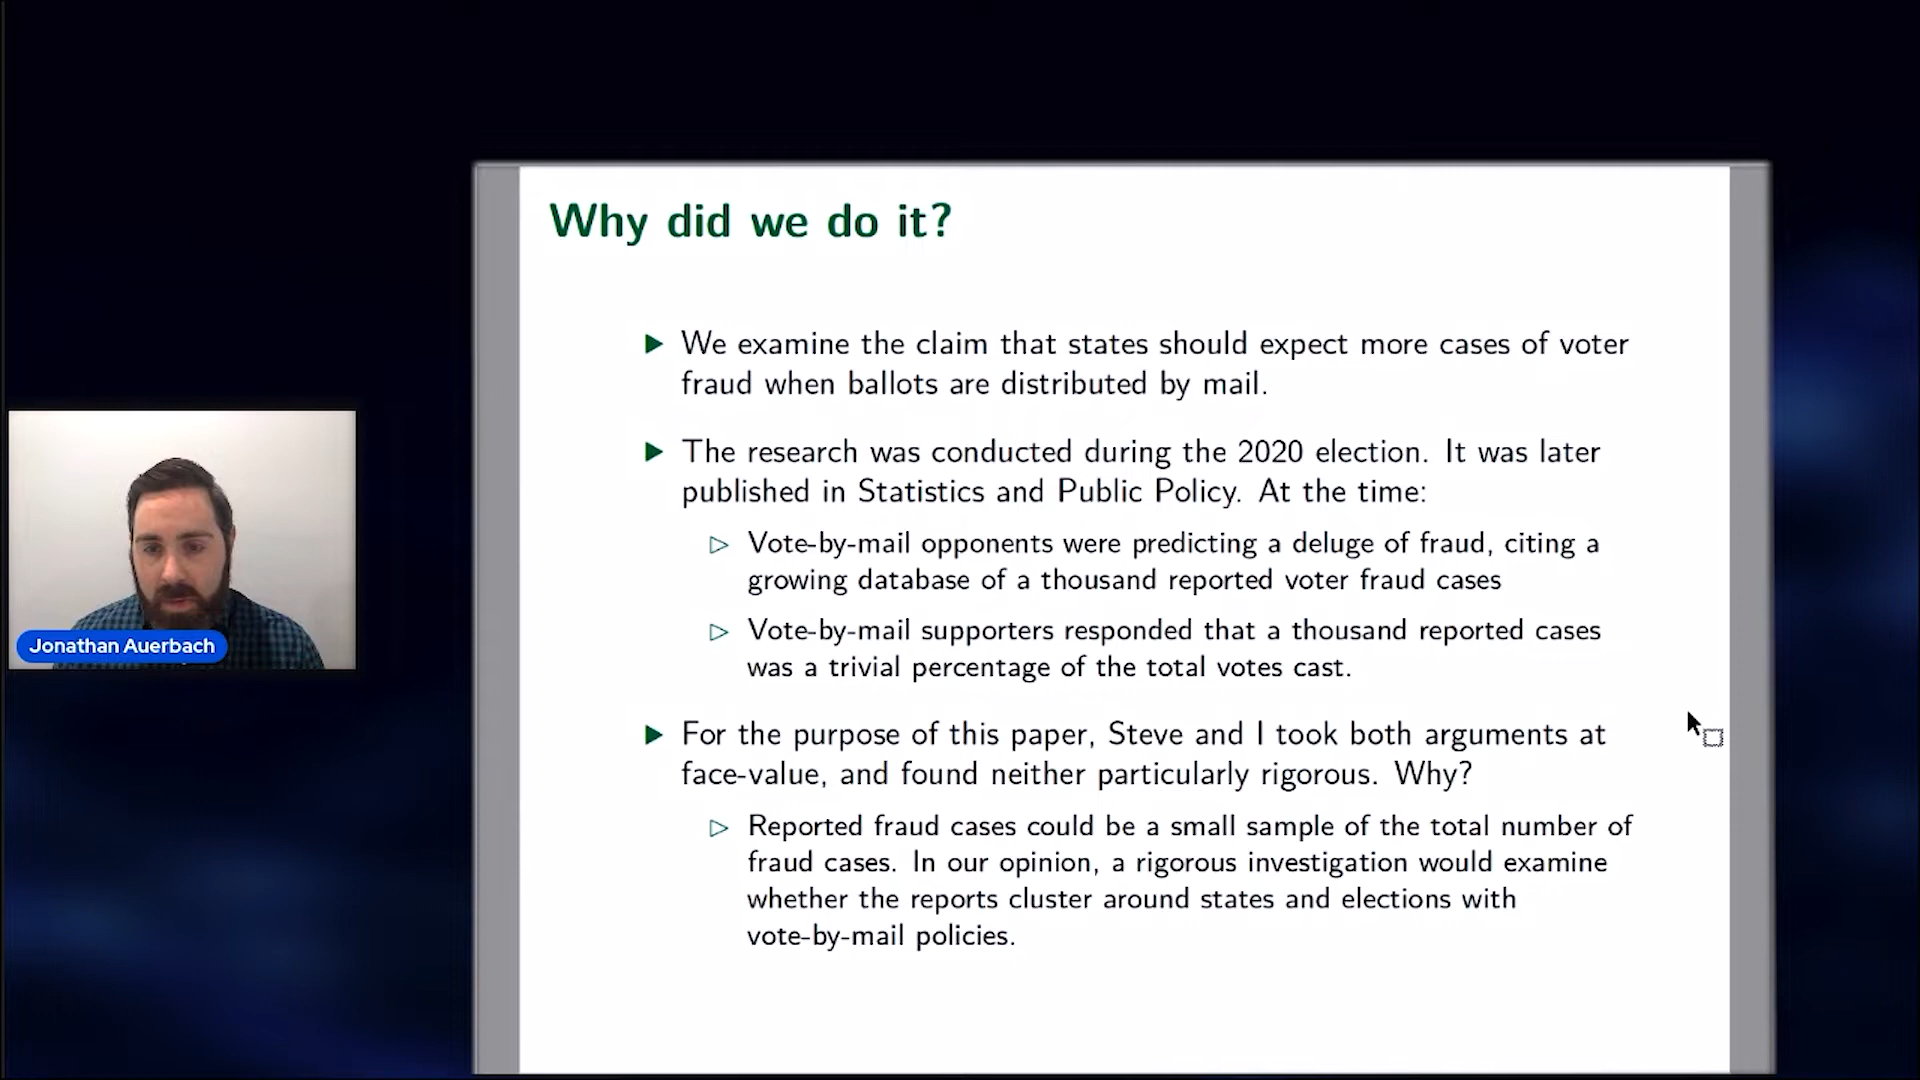 Why did we do it?
▶ We examine the claim that states should expect more cases of voter
fraud when ballots are distributed by mail.
▶ The research was conducted during the 2020 election. It was later
published in Statistics and Public Policy. At the time:
▷ Vote-by-mail opponents were predicting a deluge of fraud, citing a
growing database of a thousand reported voter fraud cases
▷ Vote-by-mail supporters responded that a thousand reported cases
was a trivial percentage of the total votes cast.
▶ For the purpose of this paper, Steve and I took both arguments at
face-value, and found neither particularly rigorous. Why?
▷ Reported fraud cases could be a small sample of the total number of
fraud cases. In our opinion, a rigorous investigation would examine
whether the reports cluster around states and elections with
vote-by-mail policies.
Jonathan Auerbach